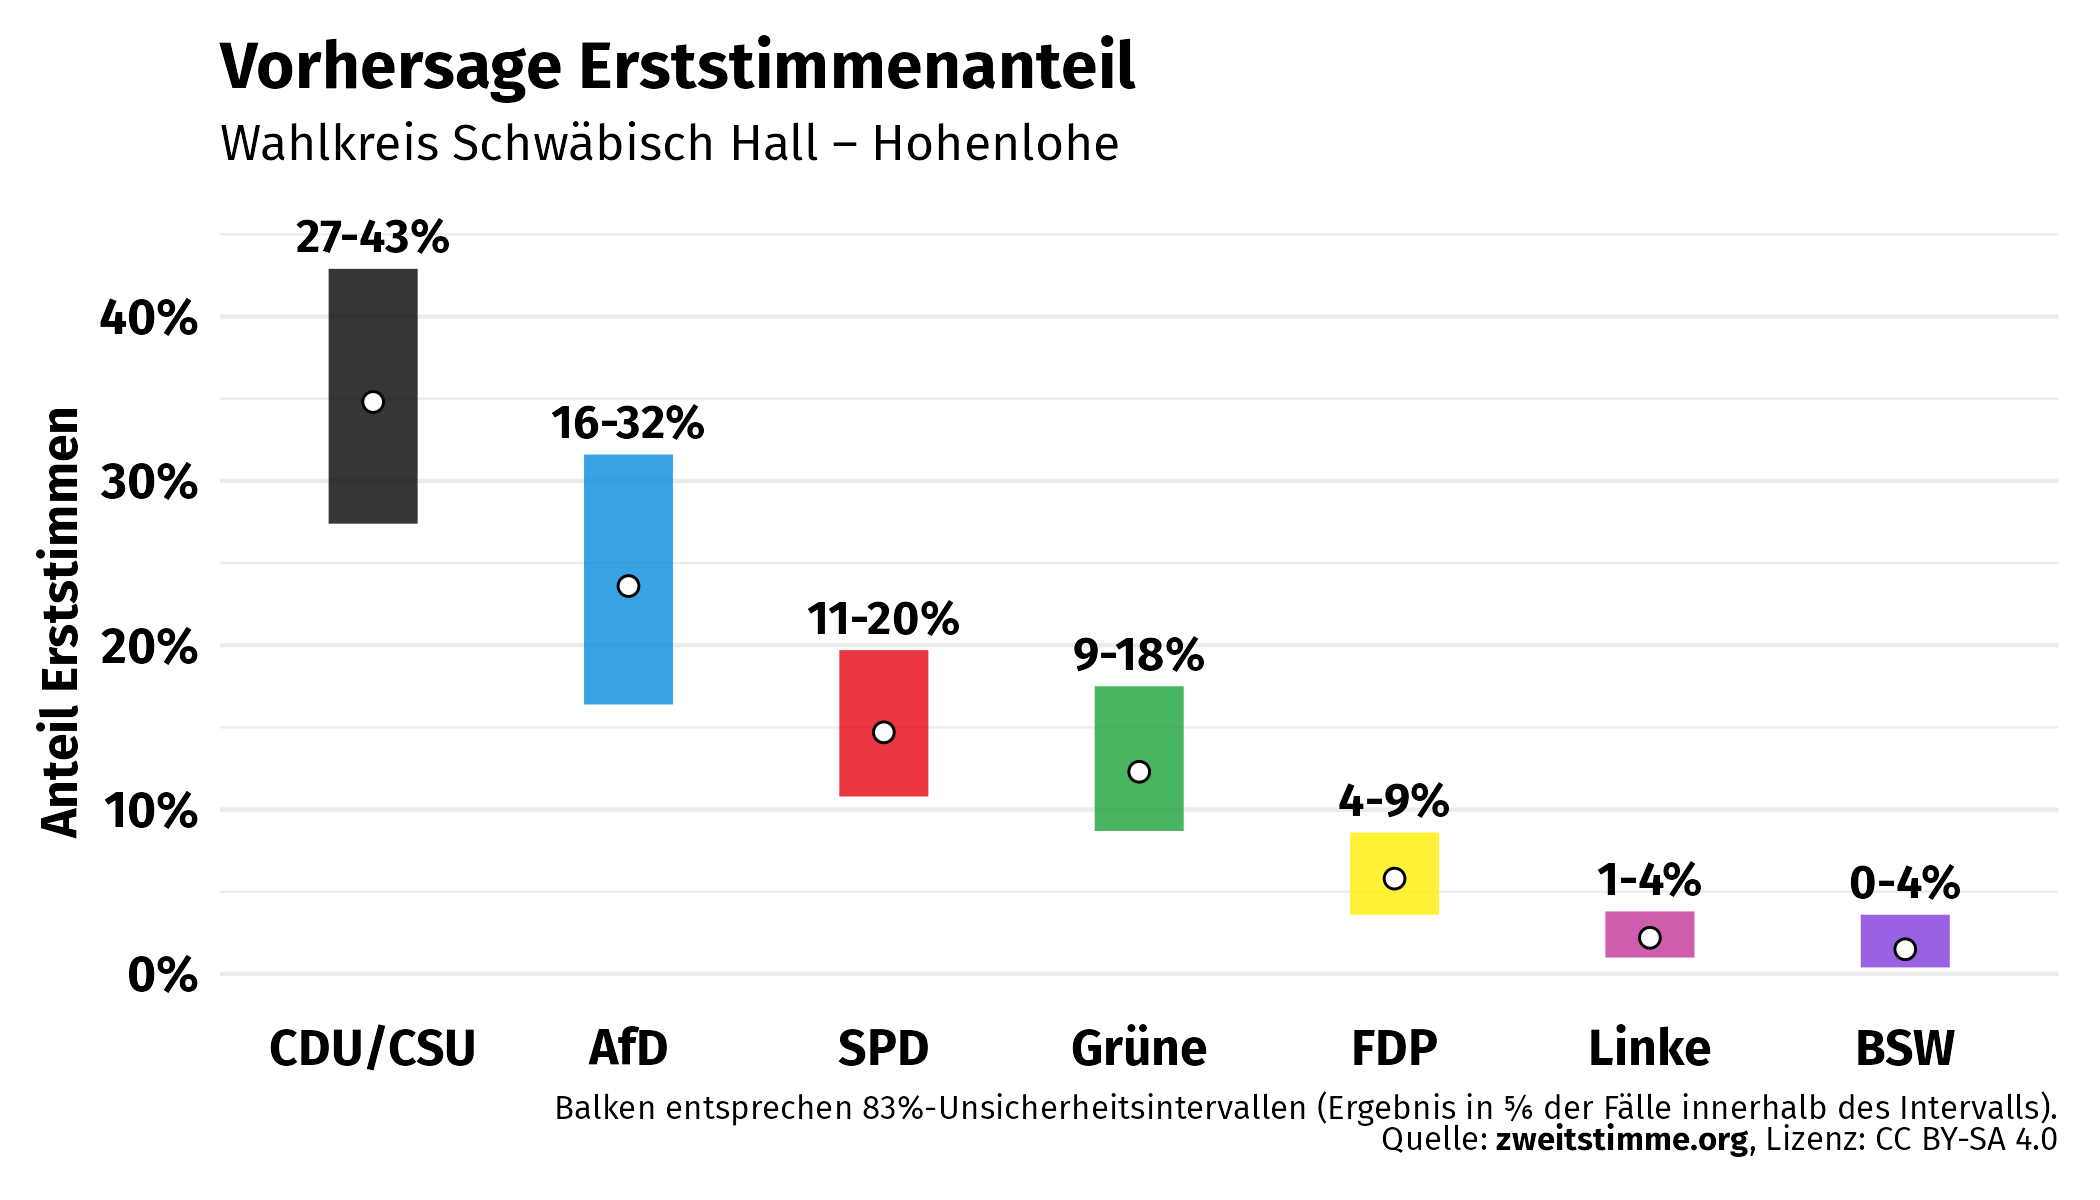 Vorhersage Erststimmenanteil
Wahlkreis Schwäbisch Hall – Hohenlohe
Anteil Erststimmen
40%
30%
20%
10%
0%
27-43%
16-32%
11-20%
9-18%
4-9%
1-4%
0-4%
CDU/CSU AfD SPD Grüne FDP Linke BSW
Balken entsprechen 83%-Unsicherheitsintervallen (Ergebnis in ⅚ der Fälle innerhalb des Intervalls).
Quelle: zweitstimme.org, Lizenz: CC BY-SA 4.0